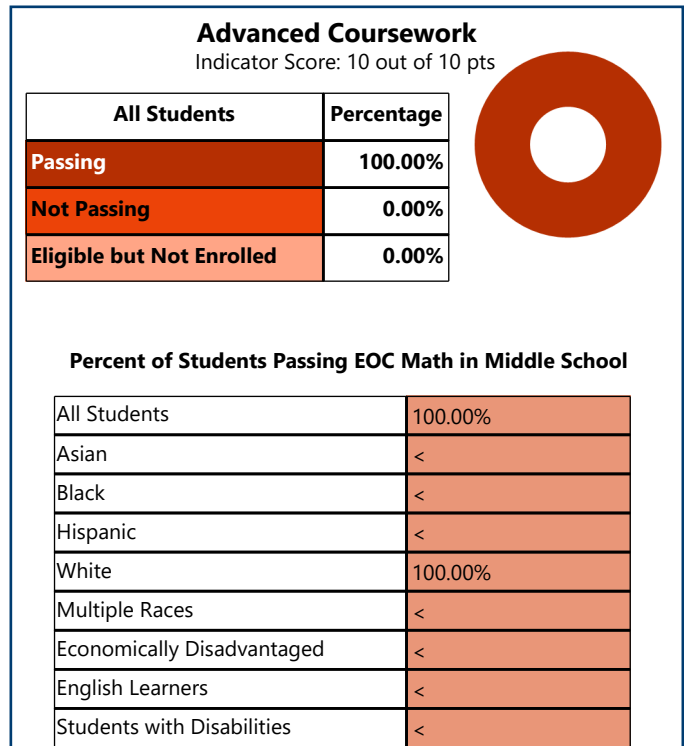 Advanced Coursework
Indicator Score: 10 out of 10 pts
All Students Percentage
Passing 100.00%
Not Passing 0.00%
Eligible but Not Enrolled 0.00%
Percent of Students Passing EOC Math in Middle School
All Students 100.00%
Asian <
Black <
Hispanic <
White 100.00%
Multiple Races <
Economically Disadvantaged <
English Learners <
Students with Disabilities <